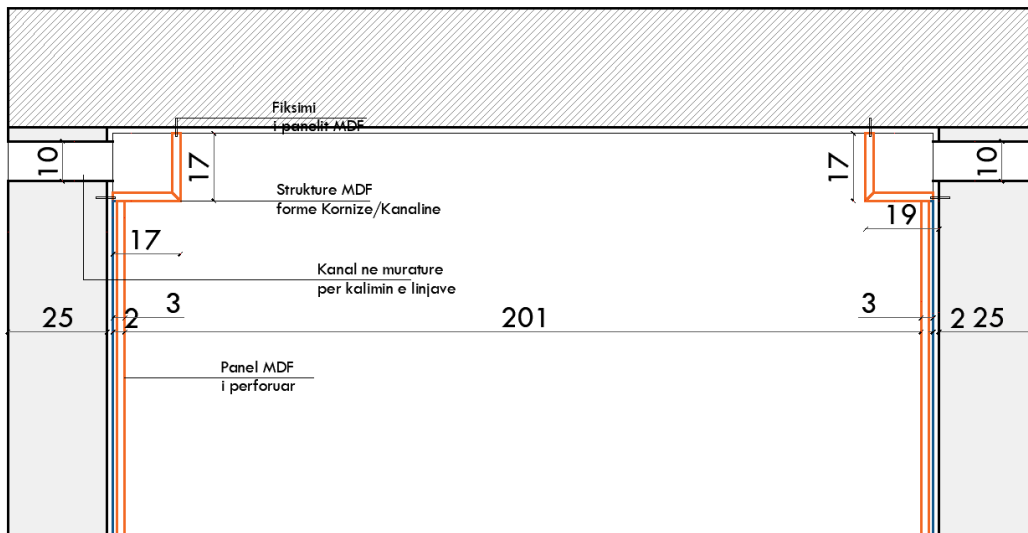 Fiksimi
i panelit MDF
10
17
17
10
Strukture MDF
forme Kornize/Kanaline
19
17
Kanal ne murature
per kalimin e linjave
3
3
25
2
201
2
25
Panel MDF
i perforuar